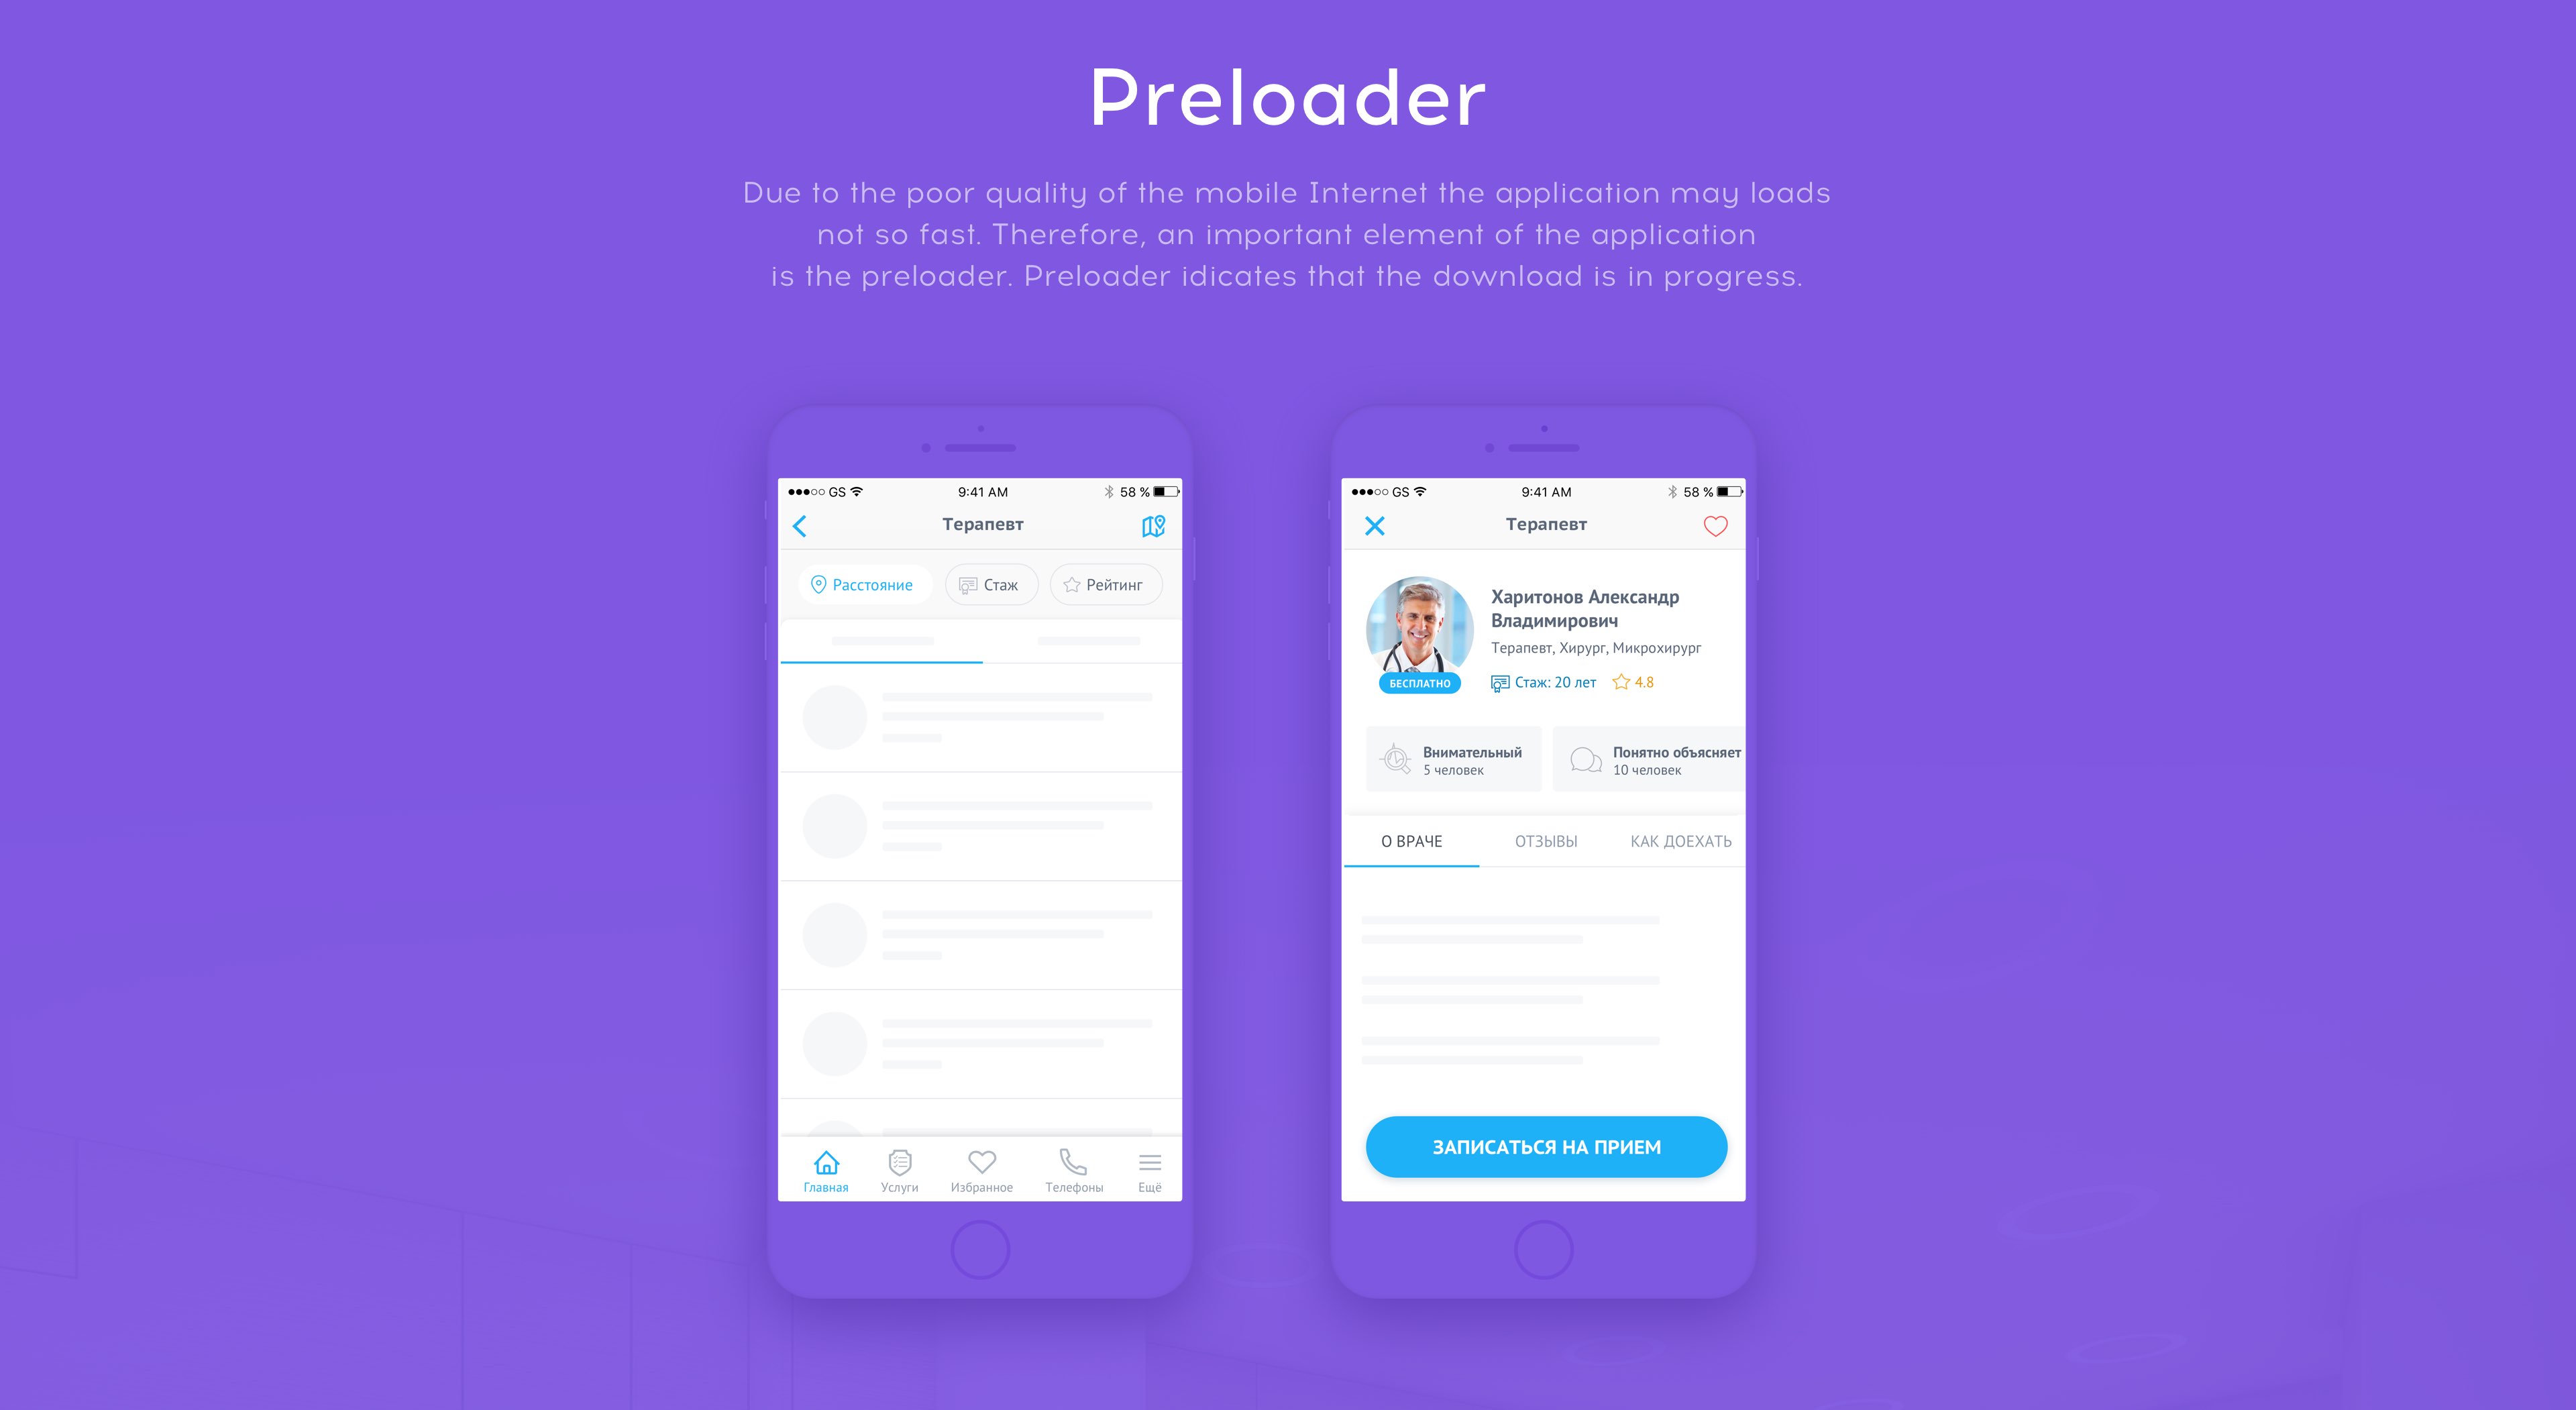 Preloader
Due to the poor quality of the mobile Internet the application may loads
not so fast. Therefore, an important element of the application
is the preloader. Preloader idicates that the download is in progress.
GS 9:41 AM 58 %
Терапевт
Расстояние Стаж Рейтинг
Главная Услуги Избранное Телефоны Ещё
GS 9:41 AM 58 %
Терапевт
Харитонов Александр
Владимирович
Терапевт, Хирург, Микрохирург
БЕСПЛАТНО Стаж: 20 лет 4.8
Внимательный Понятно объясняет
5 человек 10 человек
О ВРАЧЕ ОТЗЫВЫ КАК ДОЕХАТЬ
ЗАПИСАТЬСЯ НА ПРИЕМ